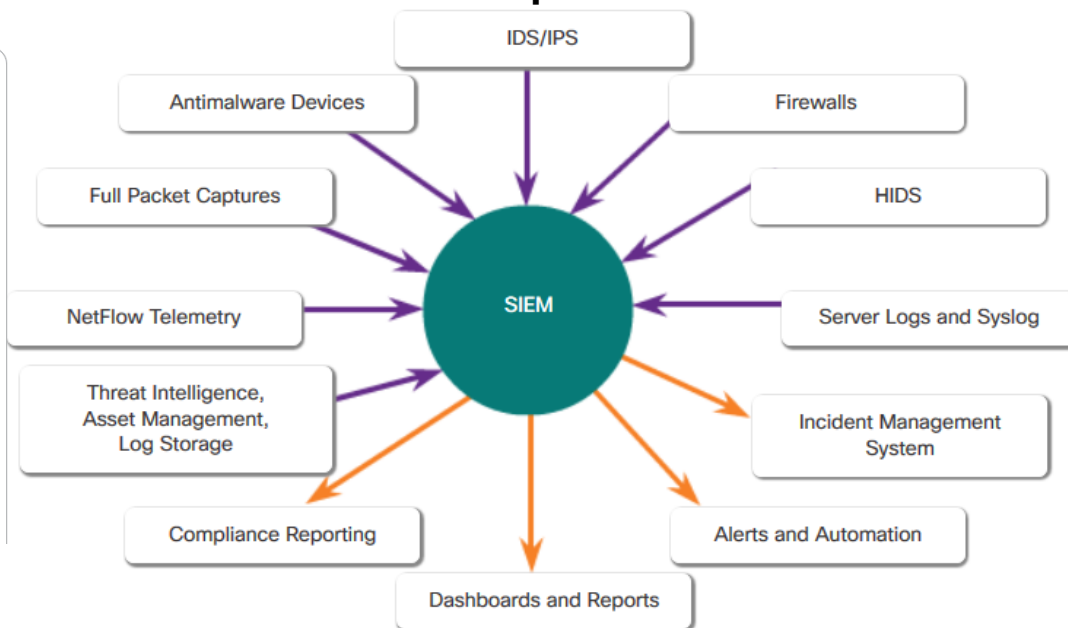 IDS/IPS
Antimalware Devices
Firewalls
Full Packet Captures
HIDS
SIEM
NetFlow Telemetry
Server Logs and Syslog
Threat Intelligence,
Asset Management,
Log Storage
Incident Management
System
Compliance Reporting
Alerts and Automation
Dashboards and Reports